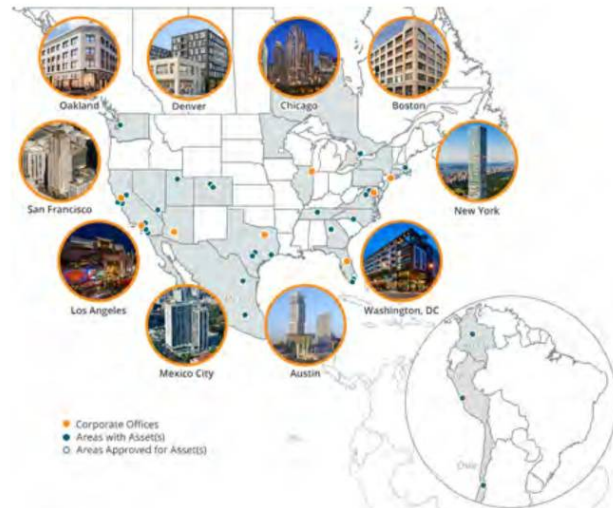 Oakland
Denver
Chicago
Boston
San Francisco
New York
Los Angeles
Washington, DC
Mexico City
Austin
Corporate Offices
Areas with Asset(s)
Areas Approved for Asset(s)
Chile